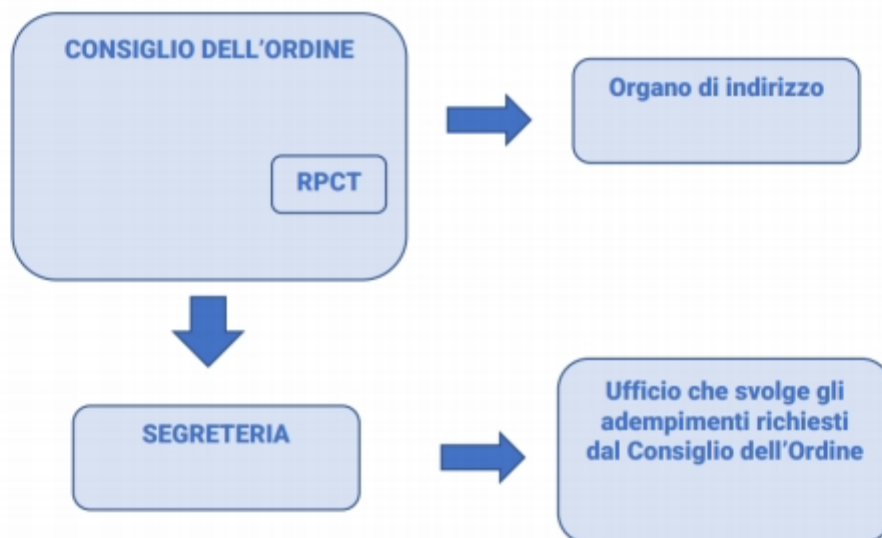 CONSIGLIO DELL'ORDINE
Organo di indirizzo
RPCT
SEGRETERIA
Ufficio che svolge gli
adempimenti richiesti
dal Consiglio dell'Ordine